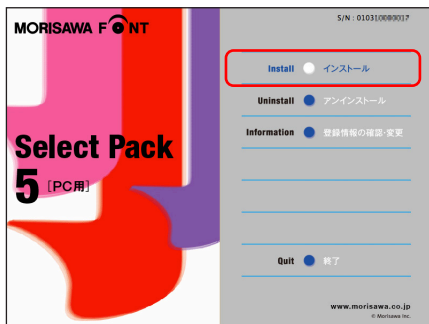 MORISAWA FONT
Select Pack
5 [PC用]
S/N : 010310000017
Install インストール
Uninstall アンインストール
Information 登録情報の確認・変更
Quit 終了
www.morisawa.co.jp
© Morisawa Inc.